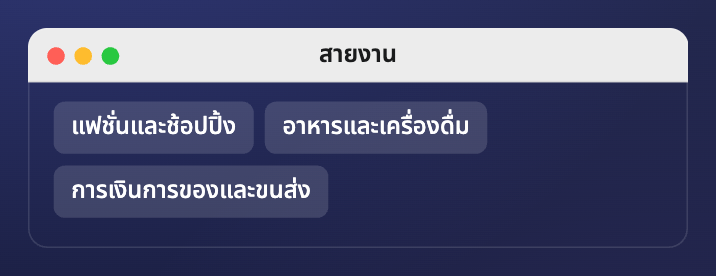 สายงาน
แฟชั่นและช้อปปิ้ง อาหารและเครื่องดื่ม
การเงินการของและขนส่ง